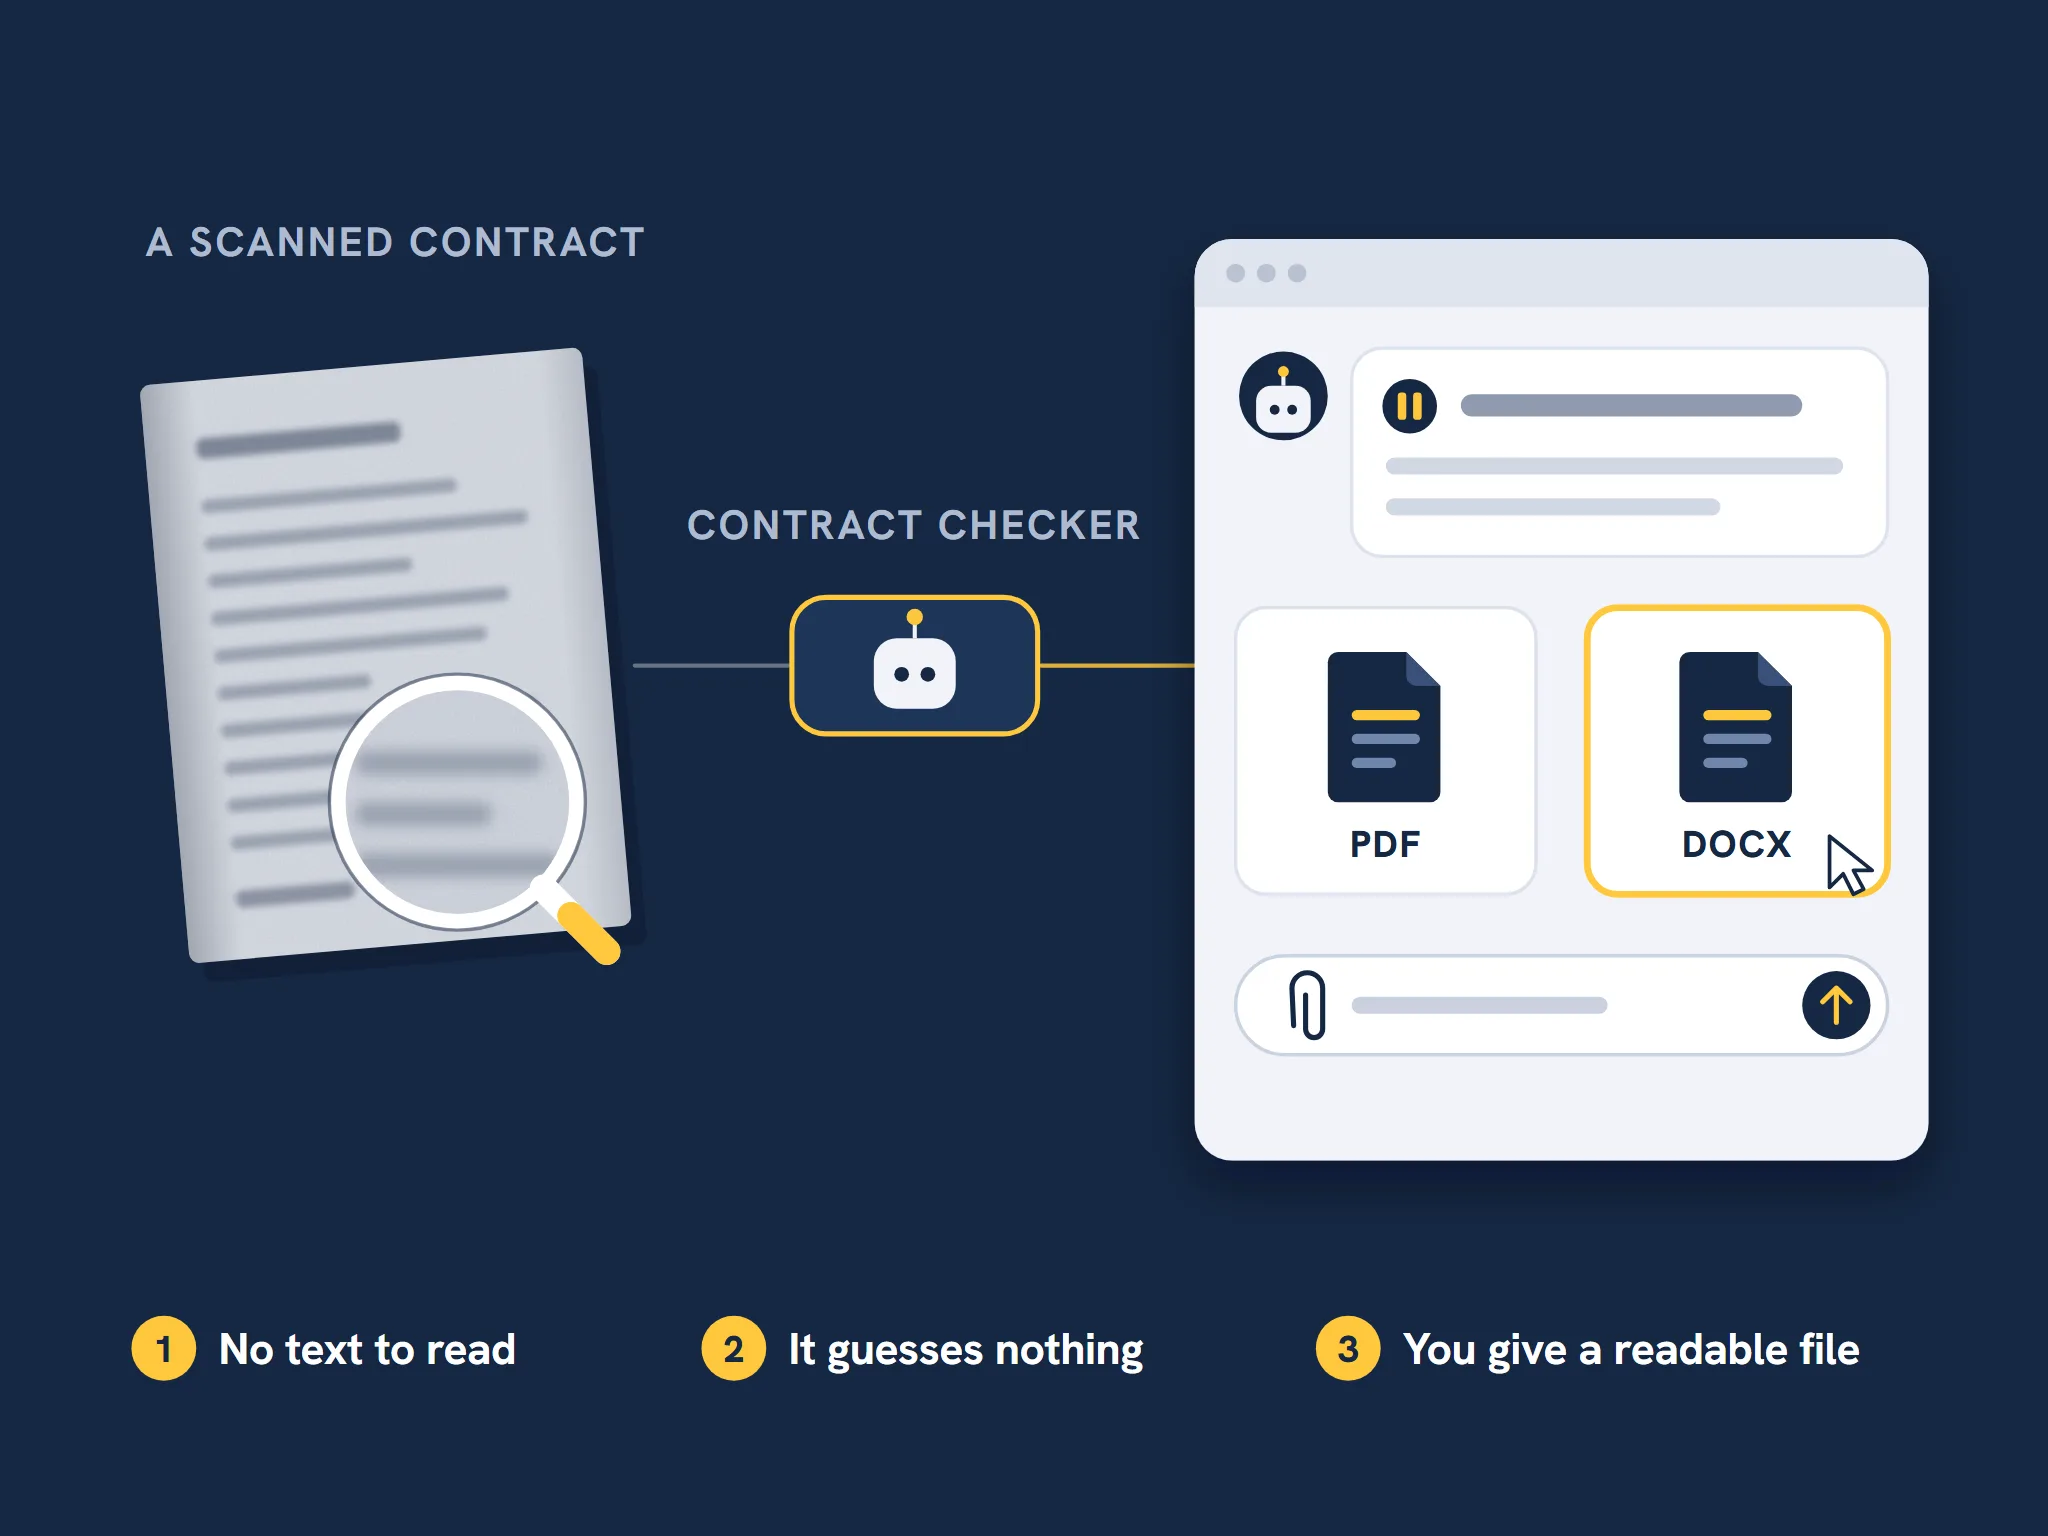 A SCANNED CONTRACT
CONTRACT CHECKER
PDF
DOCX
1 No text to read
2 It guesses nothing
3 You give a readable file